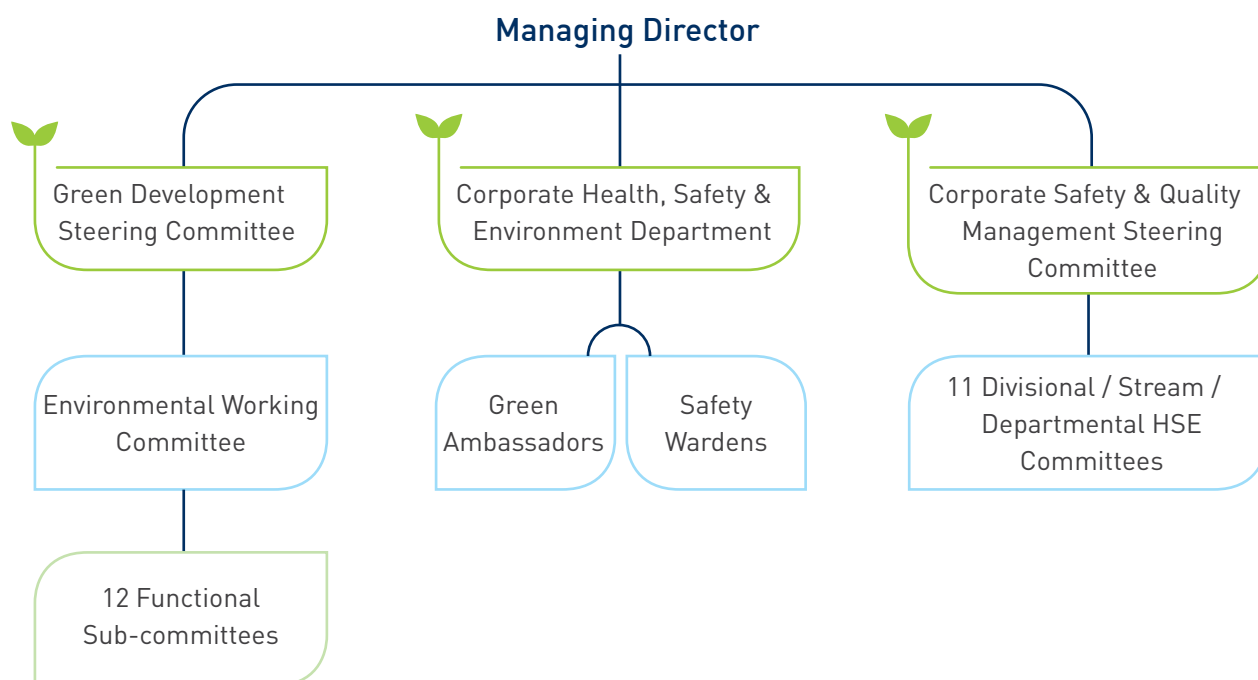 Managing Director
Green Development
Steering Committee
Corporate Health, Safety &
Environment Department
Corporate Safety & Quality
Management Steering
Committee
Environmental Working
Committee
Green
Ambassadors
Safety
Wardens
11 Divisional / Stream /
Departmental HSE
Committees
12 Functional
Sub-committees